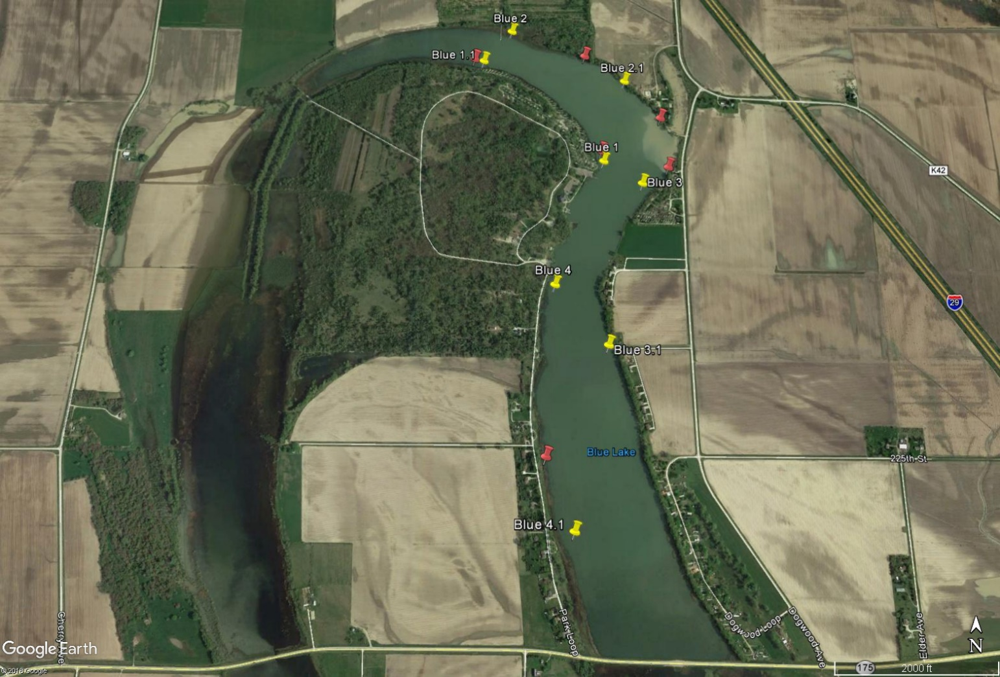 Blue 2
Blue 1.1
Blue 2.1
Blue 1
K42
Blue 3
Blue 4
29
Blue 3.1
Blue Lake
225th St
Blue 4.1
Cherry Ave
Park Loop
Dogwood Loop
Dogwood Ave
Elder Ave
N
Google Earth
© 2018 Google
175
2000 ft